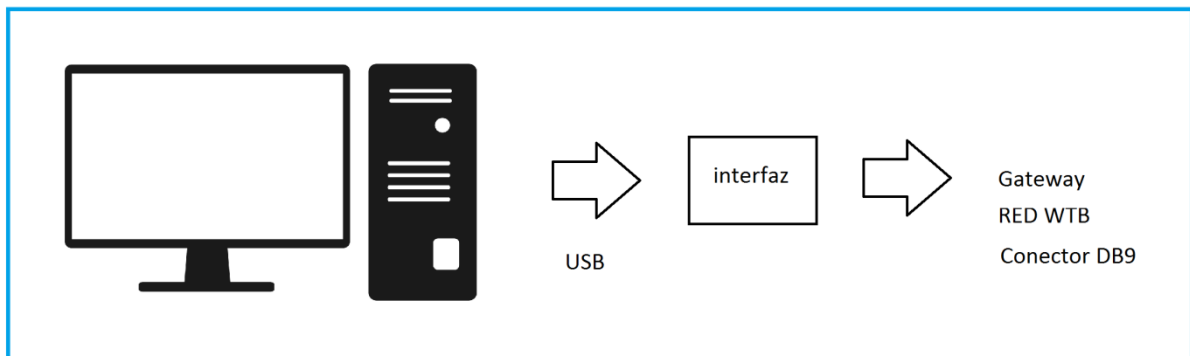 interfaz
USB
Gateway
RED WTB
Conector DB9